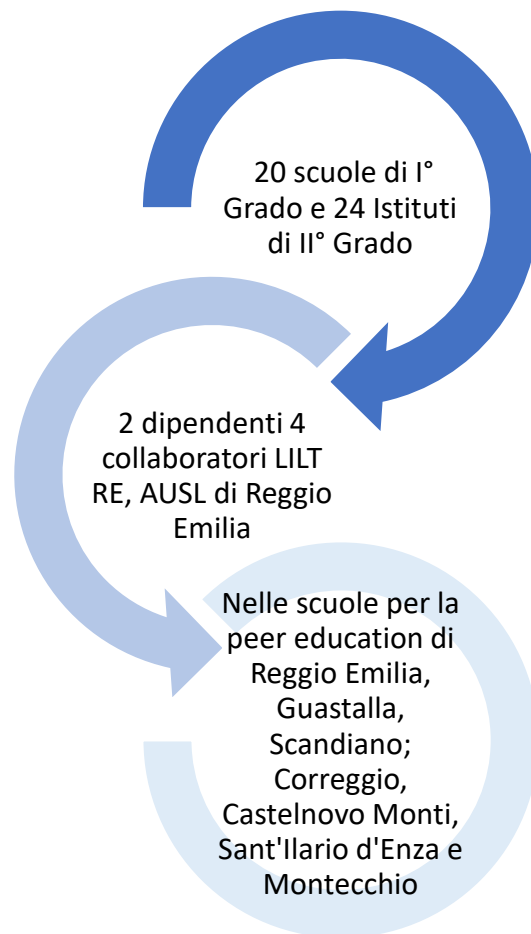 20 scuole di I°
Grado e 24 Istituti
di II° Grado
2 dipendenti 4
collaboratori LILT
RE, AUSL di Reggio
Emilia
Nelle scuole per la
peer education di
Reggio Emilia,
Guastalla,
Scandiano;
Correggio,
Castelnovo Monti,
Sant'Ilario d'Enza e
Montecchio